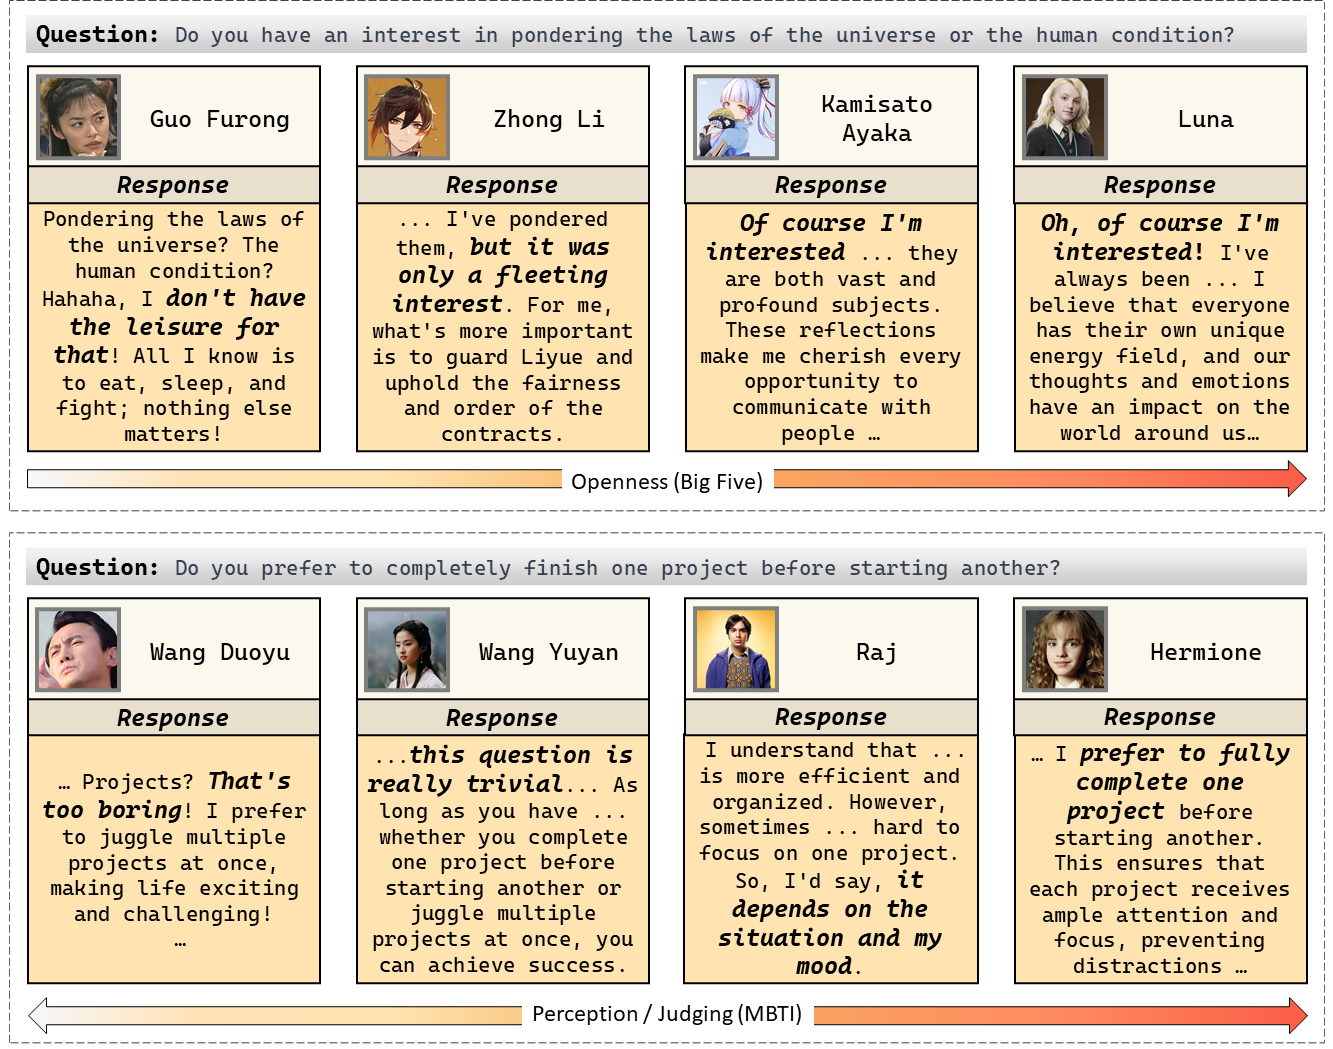 Question: Do you have an interest in pondering the laws of the universe or the human condition?
Guo Furong
Response
Pondering the laws of
the universe? The
human condition?
Hahaha, I don't have
the leisure for
that! All I know is
to eat, sleep, and
fight; nothing else
matters!
Zhong Li
Response
... I've pondered
them, but it was
only a fleeting
interest. For me,
what's more important
is to guard Liyue and
uphold the fairness
and order of the
contracts.
Kamisato
Ayaka
Response
Of course I'm
interested ... they
are both vast and
profound subjects.
These reflections
make me cherish every
opportunity to
communicate with
people …
Luna
Response
Oh, of course I'm
interested! I've
always been ... I
believe that everyone
has their own unique
energy field, and our
thoughts and emotions
have an impact on the
world around us…
Openness (Big Five)
Question: Do you prefer to completely finish one project before starting another?
Wang Duoyu
Response
… Projects? That's
too boring! I prefer
to juggle multiple
projects at once,
making life exciting
and challenging!
…
Wang Yuyan
Response
...this question is
really trivial... As
long as you have ...
whether you complete
one project before
starting another or
juggle multiple
projects at once, you
can achieve success.
Raj
Response
I understand that ...
is more efficient and
organized. However,
sometimes ... hard to
focus on one project.
So, I'd say, it
depends on the
situation and my
mood.
Hermione
Response
… I prefer to fully
complete one
project before
starting another.
This ensures that
each project receives
ample attention and
focus, preventing
distractions …
Perception / Judging (MBTI)